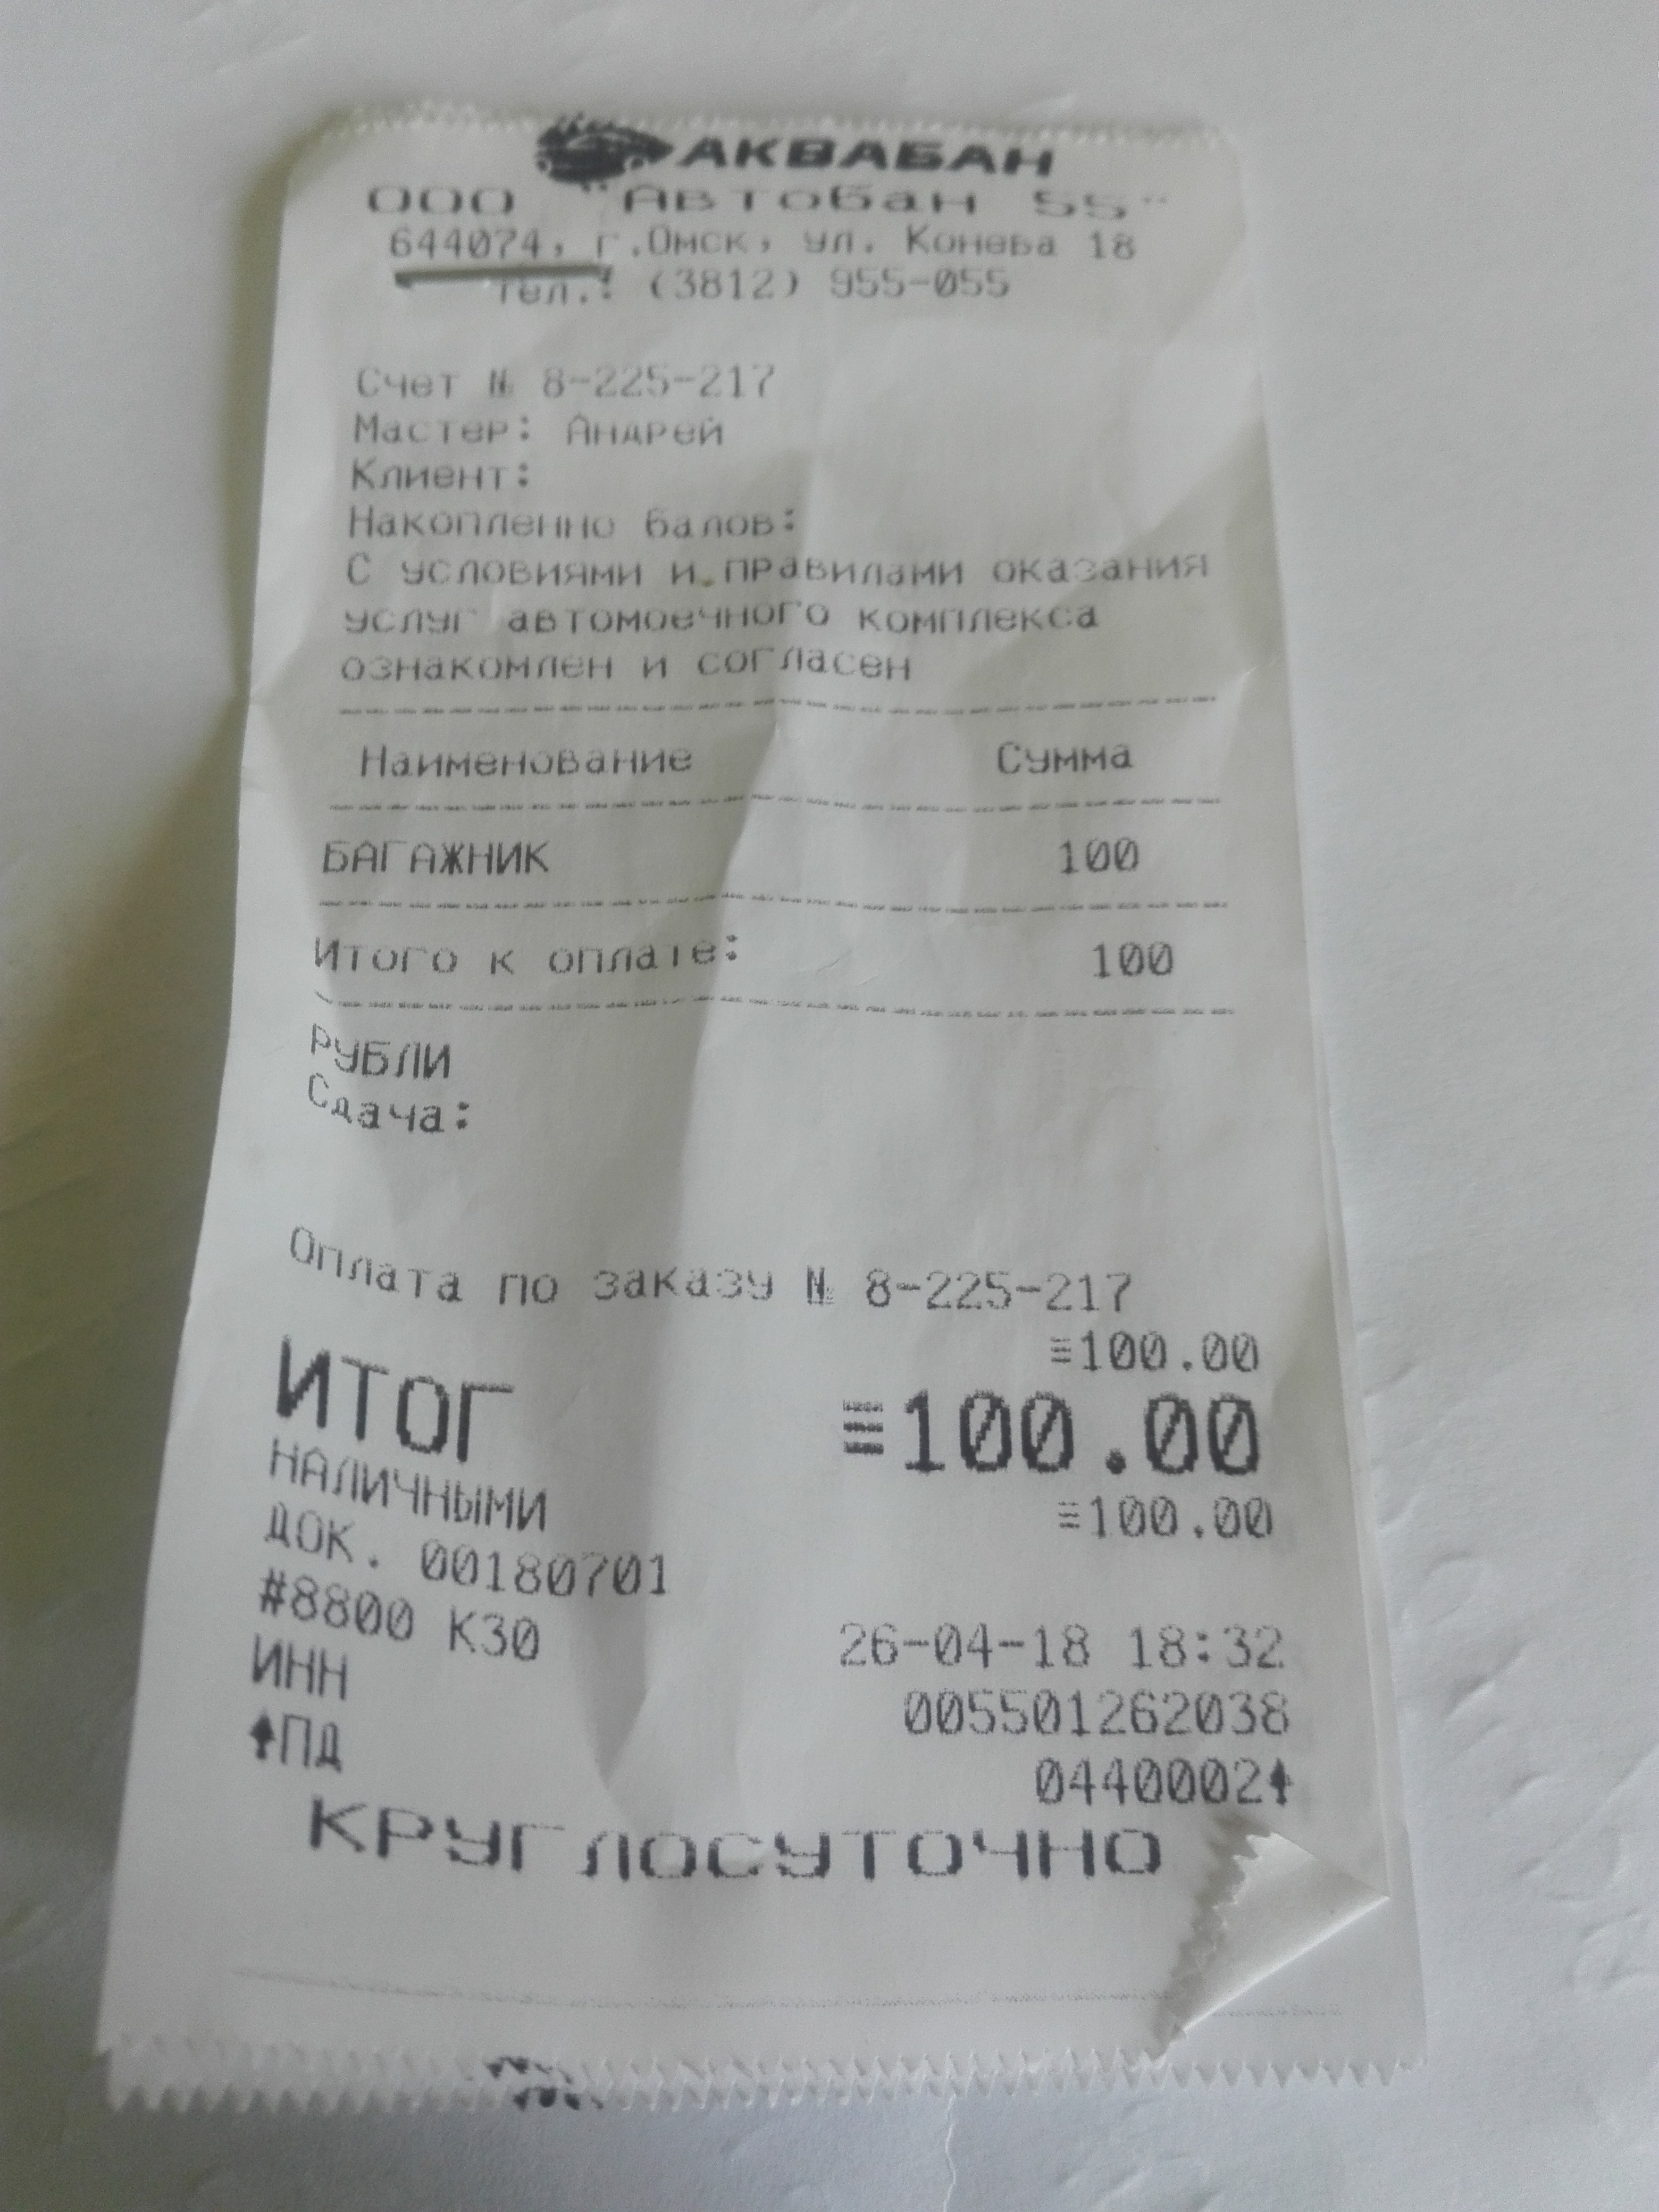 АКВАБАН
ООО "Автобан 55"
644074, г.Омск, ул. Конева 18
тел.: (3812) 955-055
Счет № 8-225-217
Мастер: Андрей
Клиент:
Накопленно балов:
С условиями и правилами оказания
услуг автомоечного комплекса
ознакомлен и согласен
Наименование Сумма
БАГАЖНИК 100
Итого к оплате: 100
РУБЛИ
Сдача:
Оплата по заказу № 8-225-217
≡100.00
ИТОГ ≡100.00
НАЛИЧНЫМИ ≡100.00
ДОК. 00180701
#8800 К30 26-04-18 18:32
ИНН 005501262038
ПД 04400002
КРУГЛОСУТОЧНО